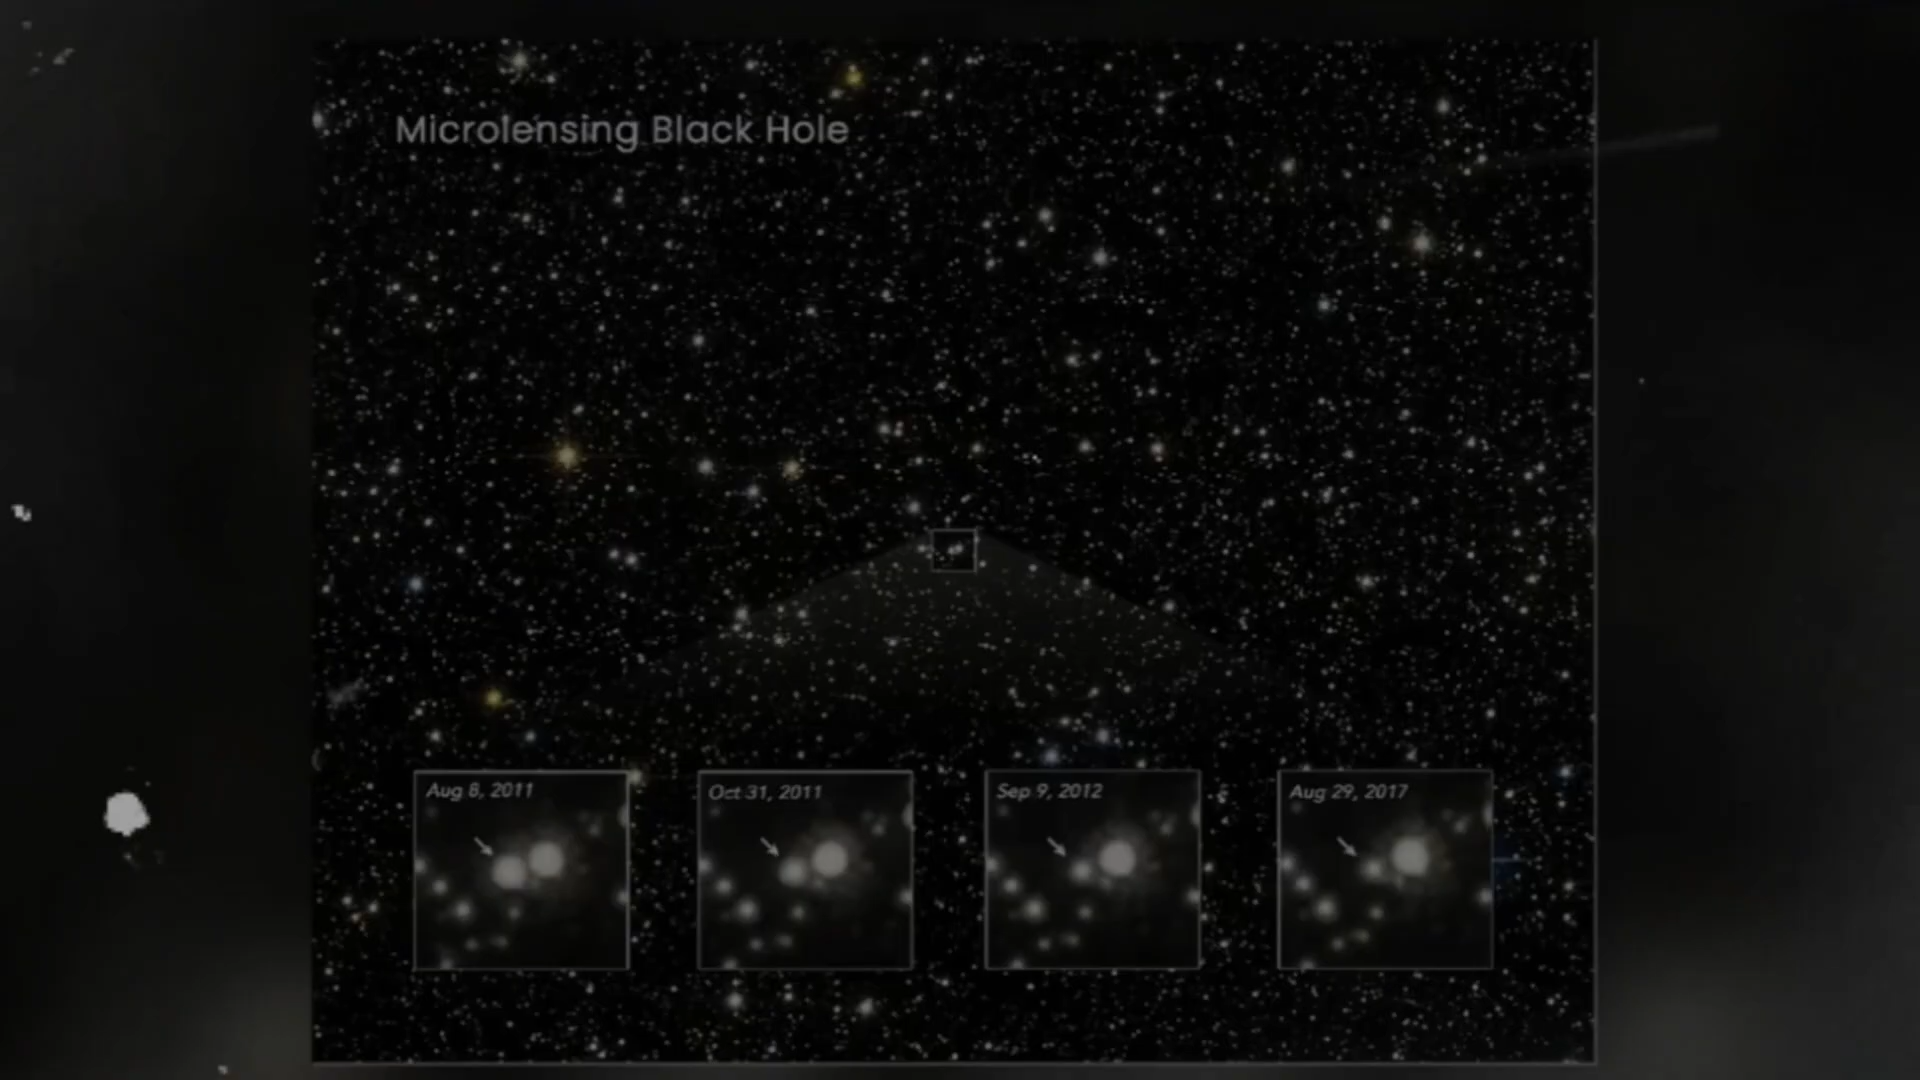 Microlensing Black Hole
Aug 8, 2011
Oct 31, 2011
Sep 9, 2012
Aug 29, 2017